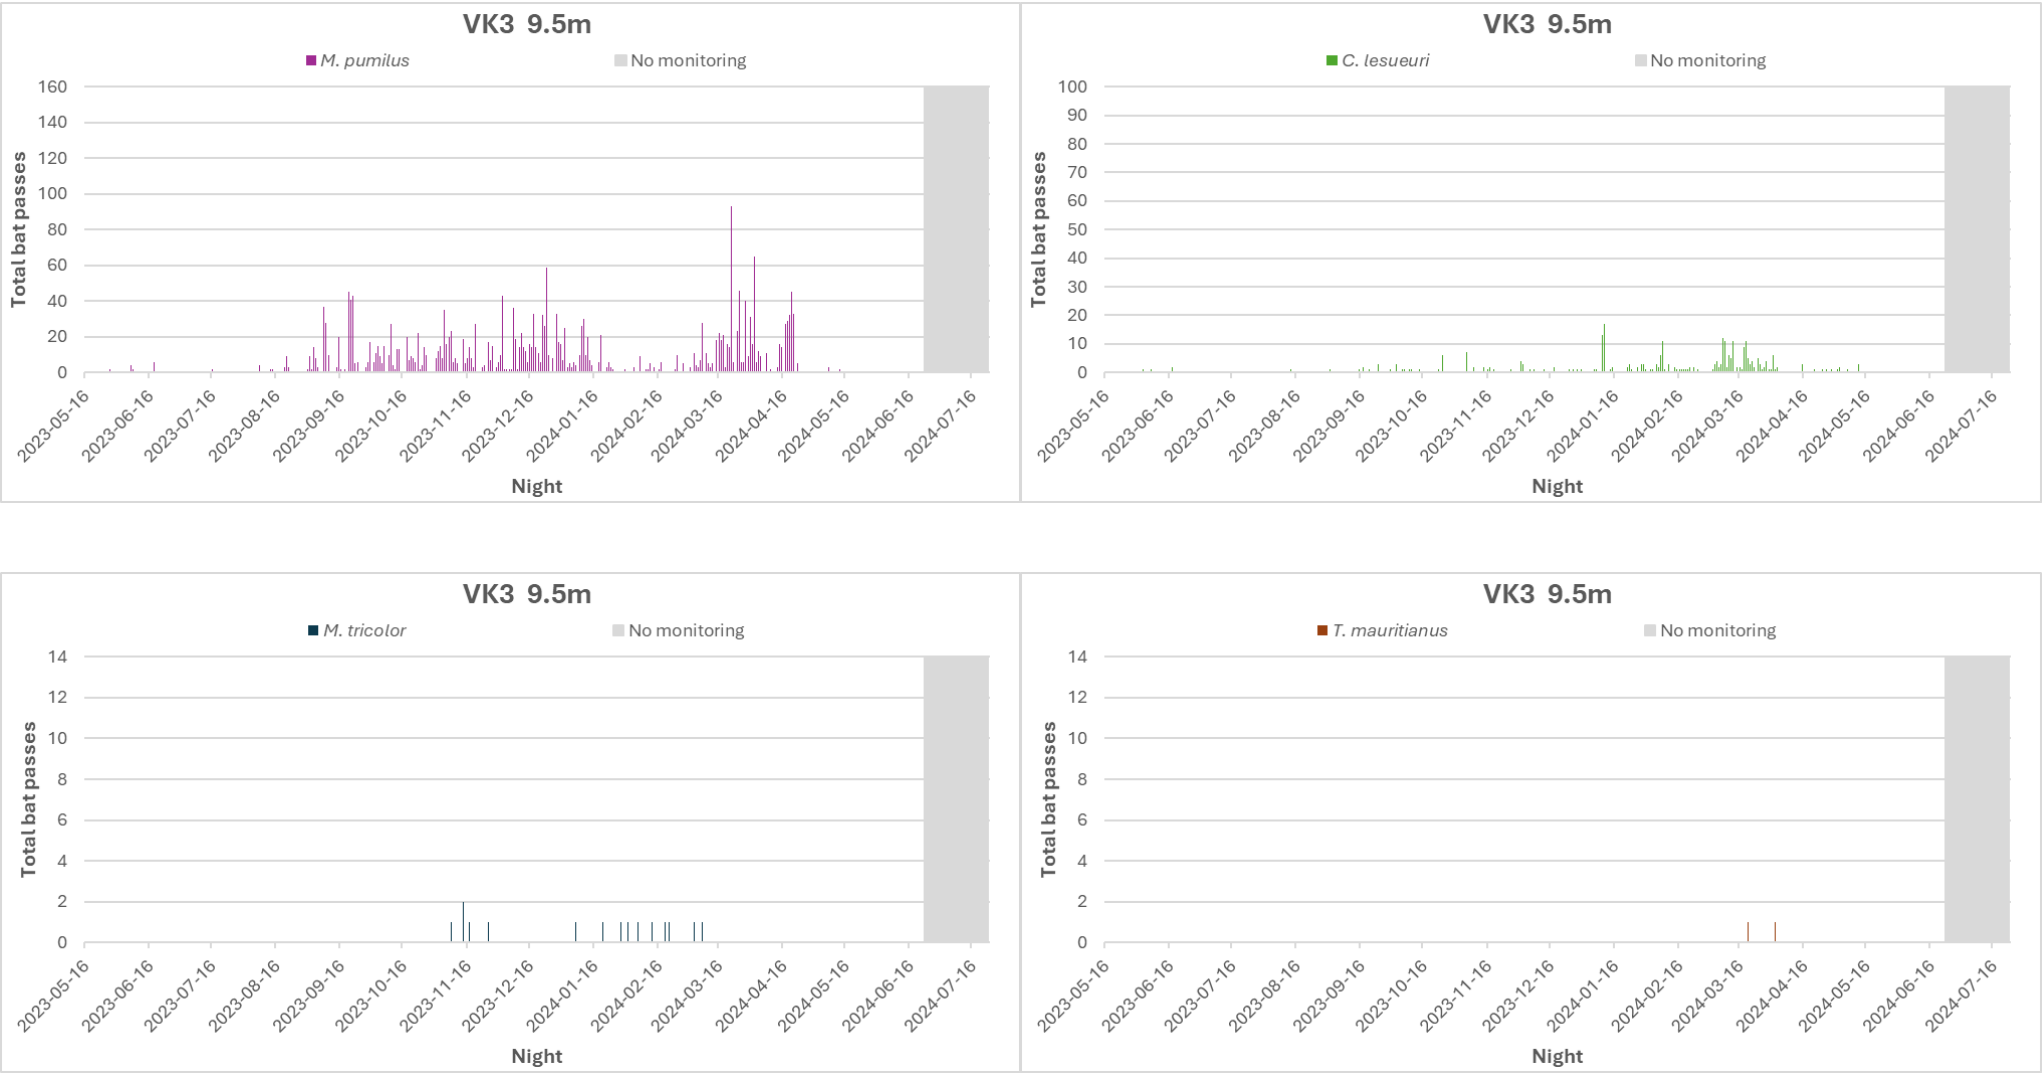 VK3 9.5m
M. pumilus No monitoring
160
140
120
100
80
60
40
20
0
Total bat passes
2023-05-16 2023-06-16 2023-07-16 2023-08-16 2023-09-16 2023-10-16 2023-11-16 2023-12-16 2024-01-16 2024-02-16 2024-03-16 2024-04-16 2024-05-16 2024-06-16 2024-07-16
Night
VK3 9.5m
C. lesueuri No monitoring
100
90
80
70
60
50
40
30
20
10
0
Total bat passes
2023-05-16 2023-06-16 2023-07-16 2023-08-16 2023-09-16 2023-10-16 2023-11-16 2023-12-16 2024-01-16 2024-02-16 2024-03-16 2024-04-16 2024-05-16 2024-06-16 2024-07-16
Night
VK3 9.5m
M. tricolor No monitoring
14
12
10
8
6
4
2
0
Total bat passes
2023-05-16 2023-06-16 2023-07-16 2023-08-16 2023-09-16 2023-10-16 2023-11-16 2023-12-16 2024-01-16 2024-02-16 2024-03-16 2024-04-16 2024-05-16 2024-06-16 2024-07-16
Night
VK3 9.5m
T. mauritianus No monitoring
14
12
10
8
6
4
2
0
Total bat passes
2023-05-16 2023-06-16 2023-07-16 2023-08-16 2023-09-16 2023-10-16 2023-11-16 2023-12-16 2024-01-16 2024-02-16 2024-03-16 2024-04-16 2024-05-16 2024-06-16 2024-07-16
Night